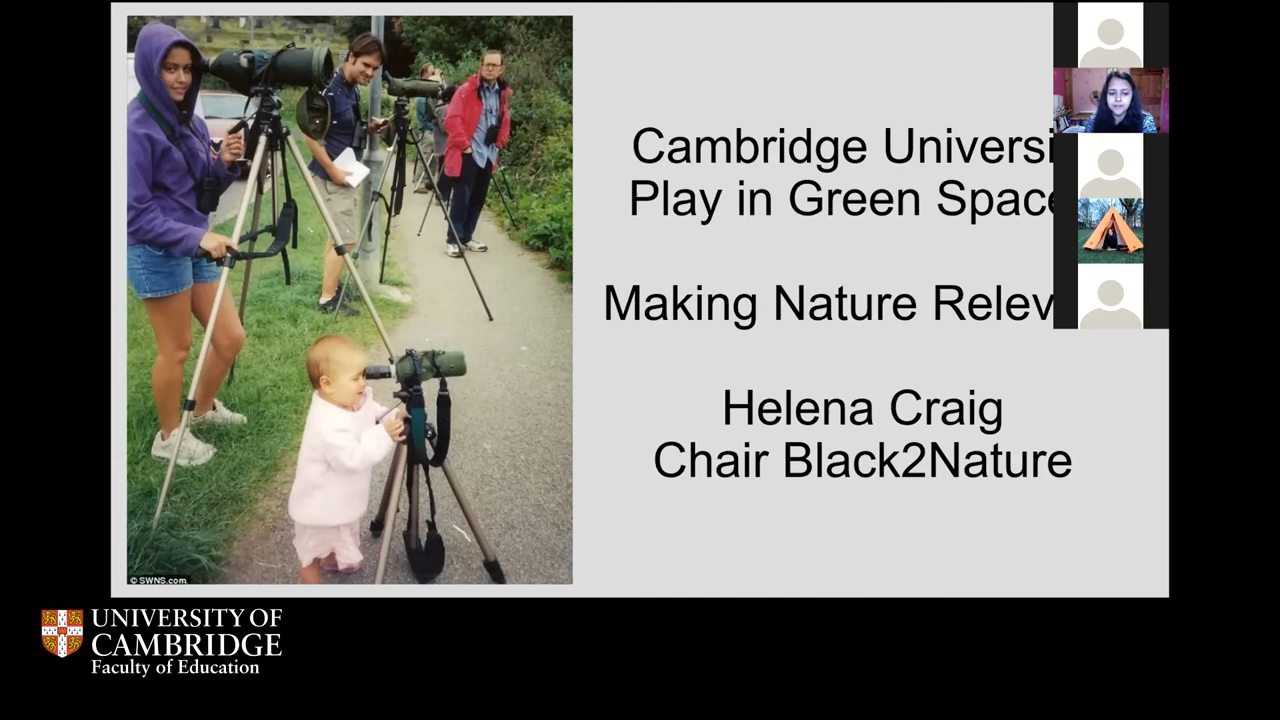 Cambridge Universi
Play in Green Space
Making Nature Relev
Helena Craig
Chair Black2Nature
© SWNS.com
UNIVERSITY OF
CAMBRIDGE
Faculty of Education